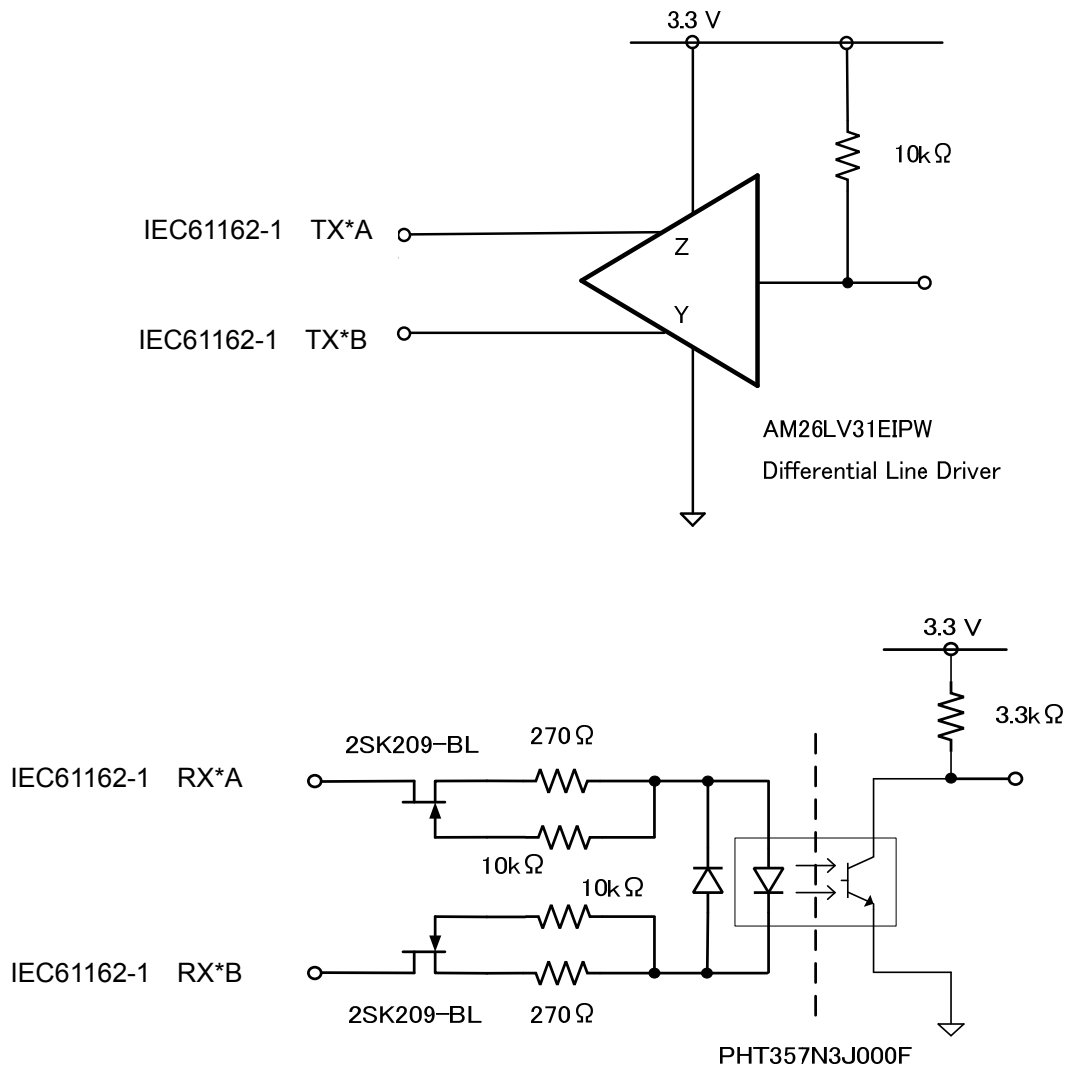 3.3 V
10kΩ
IEC61162-1 TX*A
Z
Y
IEC61162-1 TX*B
AM26LV31EIPW
Differential Line Driver
3.3 V
3.3kΩ
2SK209-BL
270Ω
IEC61162-1 RX*A
10kΩ
10kΩ
IEC61162-1 RX*B
2SK209-BL
270Ω
PHT357N3J000F